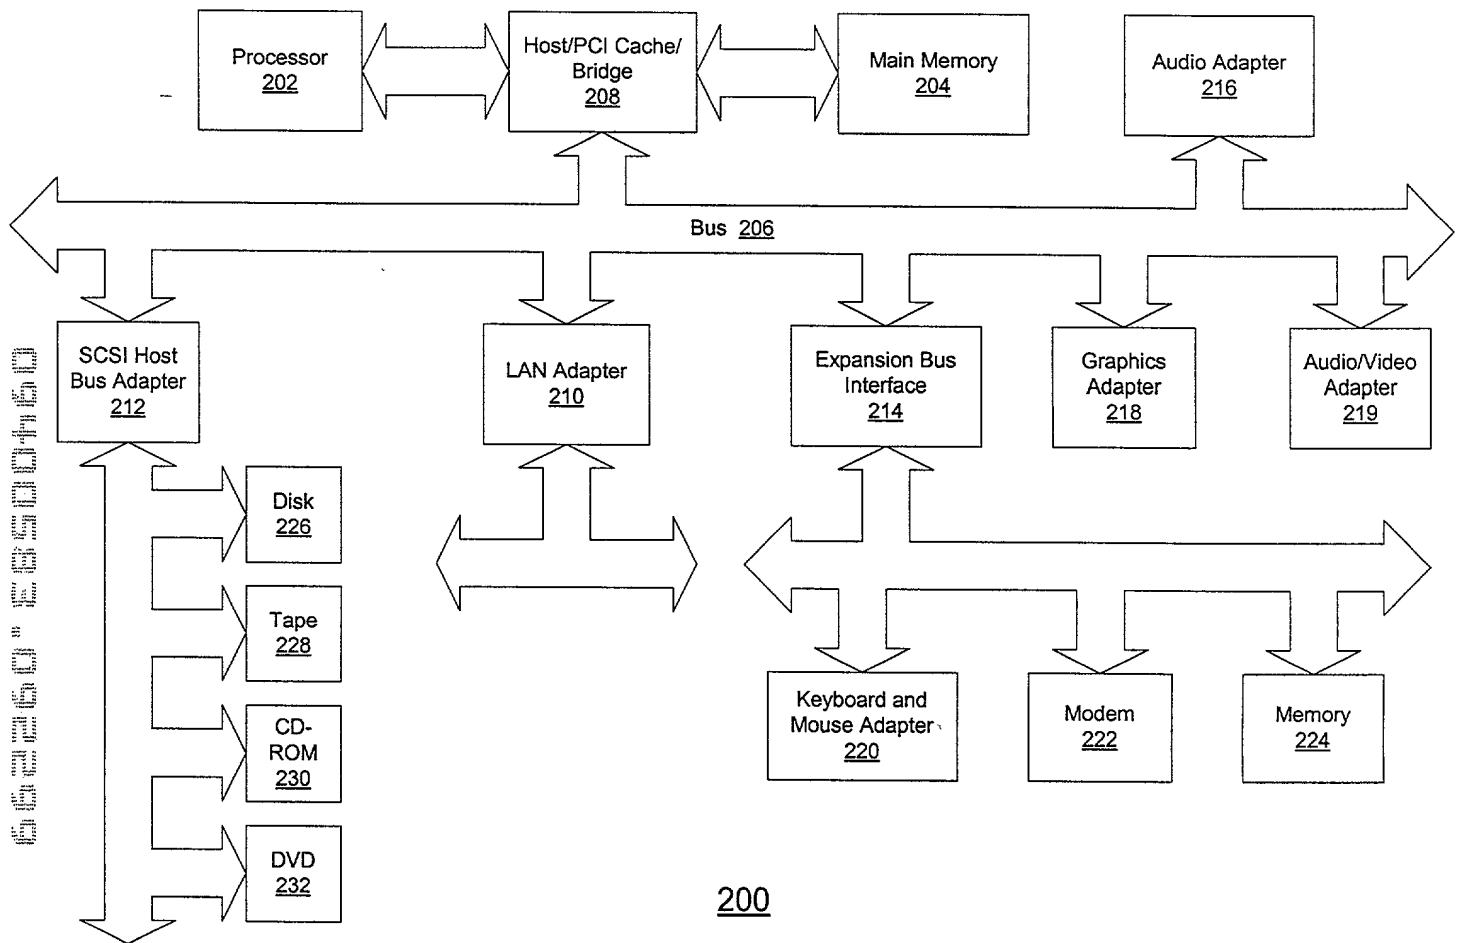 Processor
202
Host/PCI Cache/
Bridge
208
Main Memory
204
Audio Adapter
216
Bus 206
SCSI Host
Bus Adapter
212
LAN Adapter
210
Expansion Bus
Interface
214
Graphics
Adapter
218
Audio/Video
Adapter
219
Disk
226
Tape
228
CD-
ROM
230
DVD
232
Keyboard and
Mouse Adapter
220
Modem
222
Memory
224
200